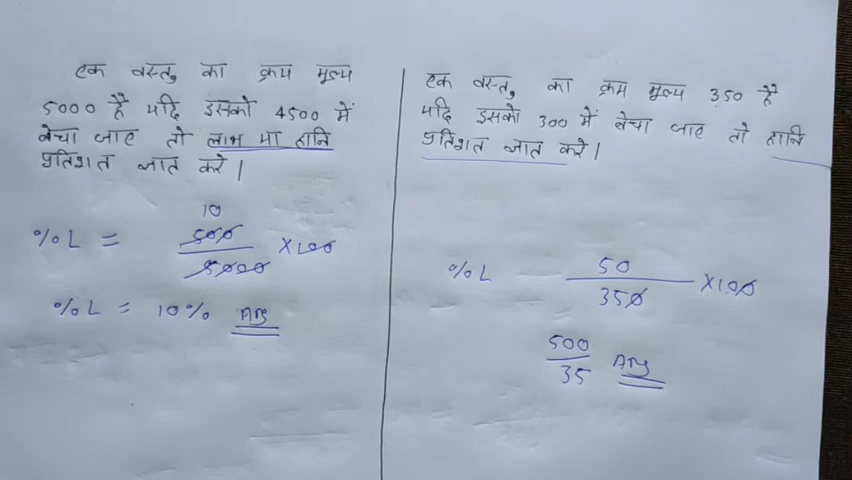 एक वस्तु का क्रय मूल्य
5000 है यदि इसको 4500 में
बेचा जाए तो लाभ या हानि
प्रतिशत ज्ञात करे।
10
%L = 500/5000 ×100
%L = 10% Ans
एक वस्तु का क्रय मूल्य 350 है
यदि इसको 300 में बेचा जाए तो हानि
प्रतिशत ज्ञात करे।
%L 50/350 ×100
500/35 Ans